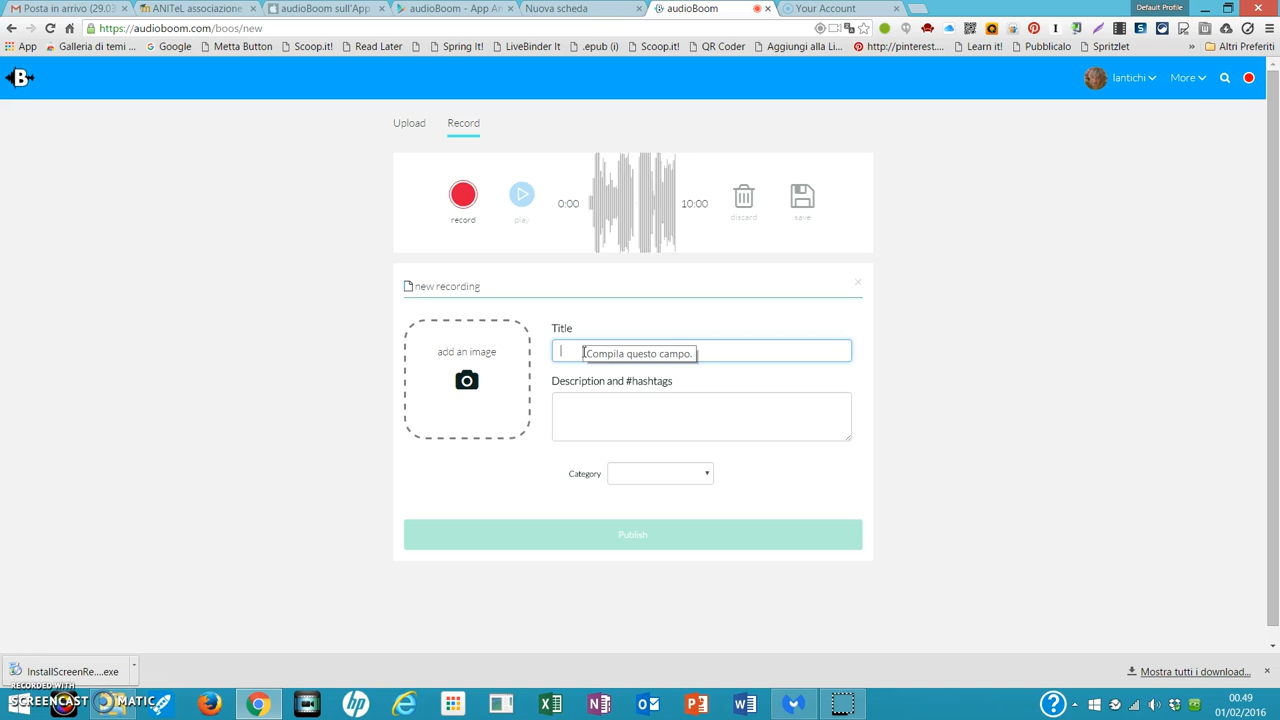 Posta in arrivo (29.03
ANITeL associazione
audioBoom sull'App
audioBoom - App An
Nuova scheda
audioBoom
Your Account
Default Profile
https://audioboom.com/boos/new
App
Galleria di temi ...
Google
Metta Button
Scoop.it!
Read Later
Spring It!
LiveBinder It
.epub (i)
Scoop.it!
QR Coder
Aggiungi alla Li...
http://pinterest.
Learn it!
Pubblicalo
Spritzlet
»
Altri Preferiti
B
lantichi
More
Upload
Record
record
play
0:00
10:00
discard
save
new recording
add an image
Title
Compila questo campo.
Description and #hashtags
Category
Publish
InstallScreenRe....exe
Mostra tutti i download...
RECORDED WITH
SCREENCAST MATIC
00.49
01/02/2016